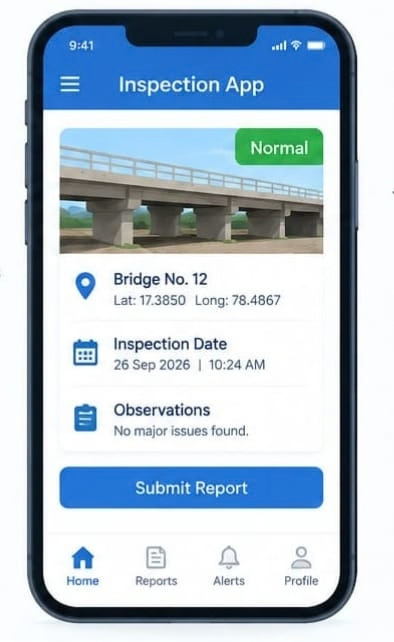 9:41
Inspection App
Normal
Bridge No. 12
Lat: 17.3850 Long: 78.4867
Inspection Date
26 Sep 2026 | 10:24 AM
Observations
No major issues found.
Submit Report
Home Reports Alerts Profile